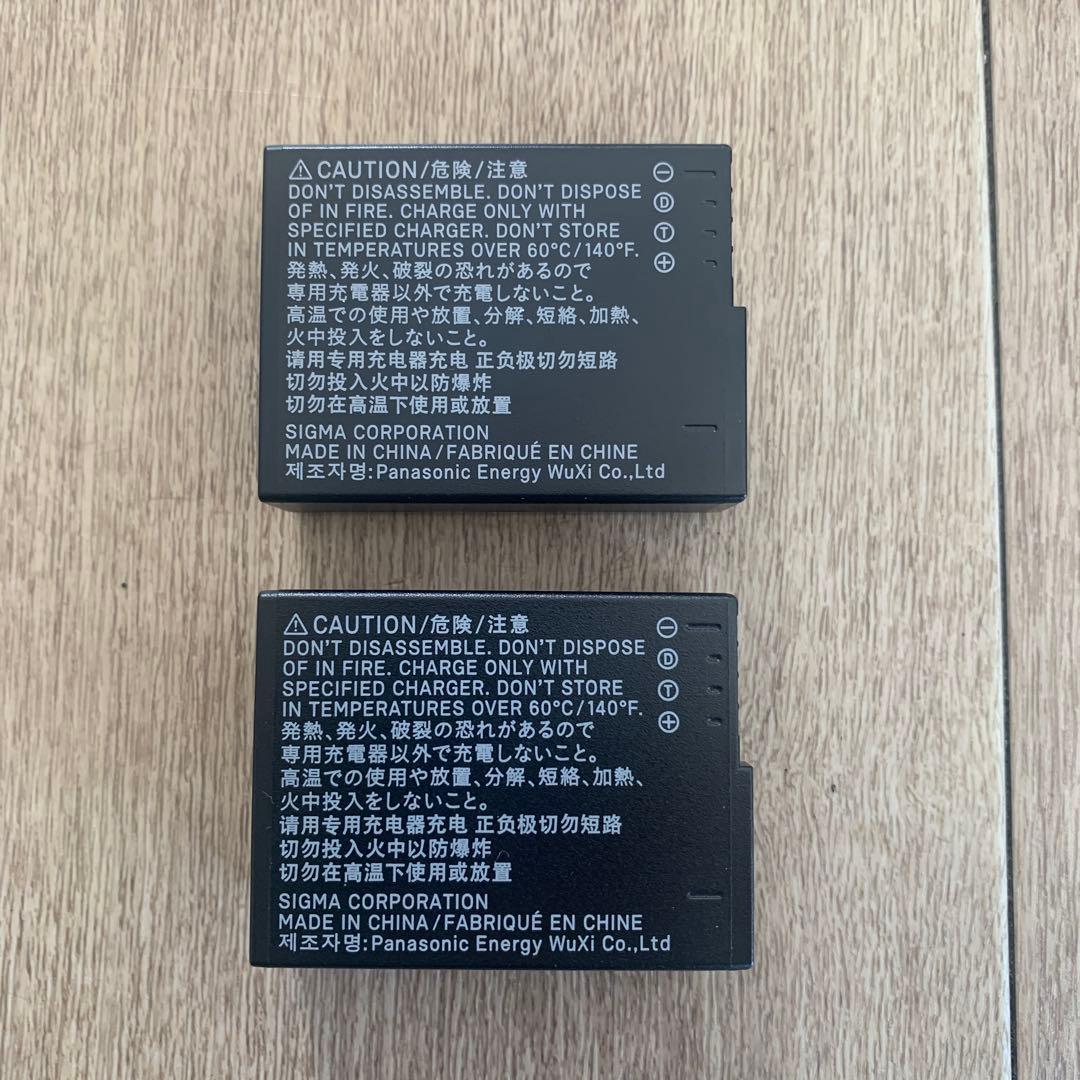 ⚠CAUTION/危険/注意
DON'T DISASSEMBLE. DON'T DISPOSE
OF IN FIRE. CHARGE ONLY WITH
SPECIFIED CHARGER. DON'T STORE
IN TEMPERATURES OVER 60°C/140°F.
発熱、発火、破裂の恐れがあるので
専用充電器以外で充電しないこと。
高温での使用や放置、分解、短絡、加熱、
火中投入をしないこと。
请用专用充电器充电 正负极切勿短路
切勿投入火中以防爆炸
切勿在高温下使用或放置
SIGMA CORPORATION
MADE IN CHINA/FABRIQUÉ EN CHINE
제조자명:Panasonic Energy WuXi Co.,Ltd
⊖
D
T
⊕
⚠CAUTION/危険/注意
DON'T DISASSEMBLE. DON'T DISPOSE
OF IN FIRE. CHARGE ONLY WITH
SPECIFIED CHARGER. DON'T STORE
IN TEMPERATURES OVER 60°C/140°F.
発熱、発火、破裂の恐れがあるので
専用充電器以外で充電しないこと。
高温での使用や放置、分解、短絡、加熱、
火中投入をしないこと。
请用专用充电器充电 正负极切勿短路
切勿投入火中以防爆炸
切勿在高温下使用或放置
SIGMA CORPORATION
MADE IN CHINA/FABRIQUÉ EN CHINE
제조자명:Panasonic Energy WuXi Co.,Ltd
⊖
D
T
⊕